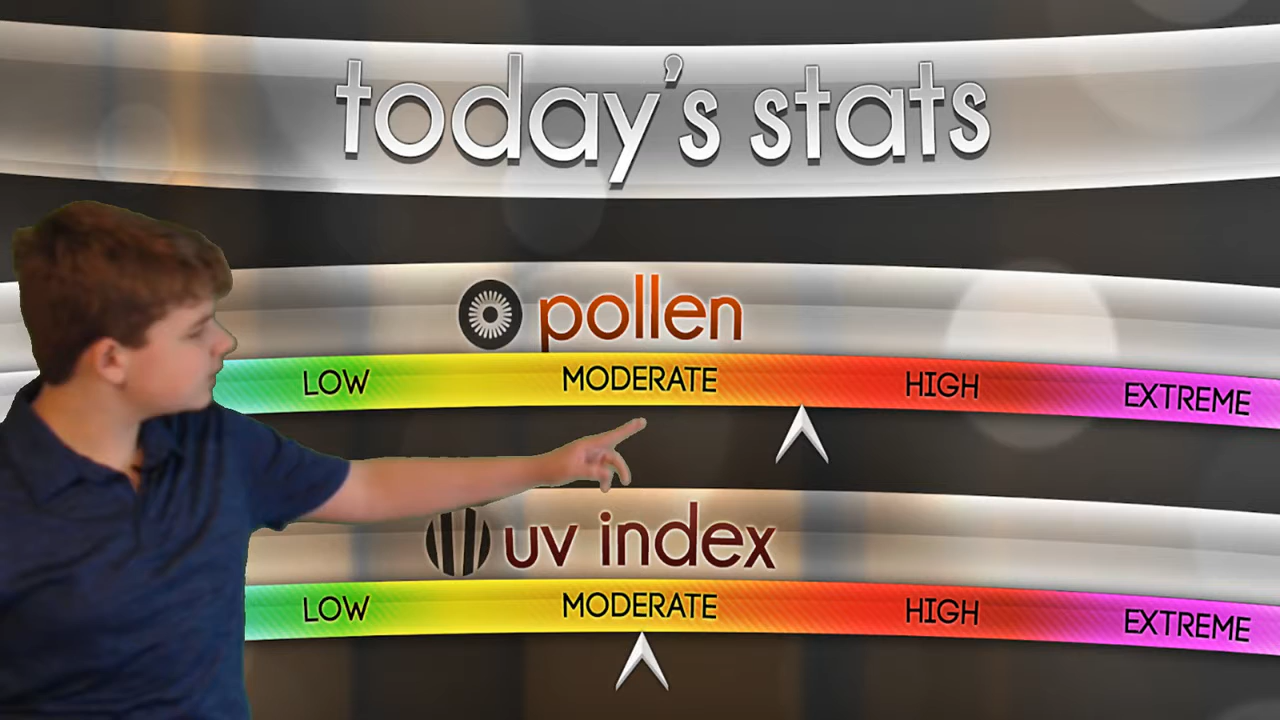 today's stats
pollen
LOW MODERATE HIGH EXTREME
uv index
LOW MODERATE HIGH EXTREME